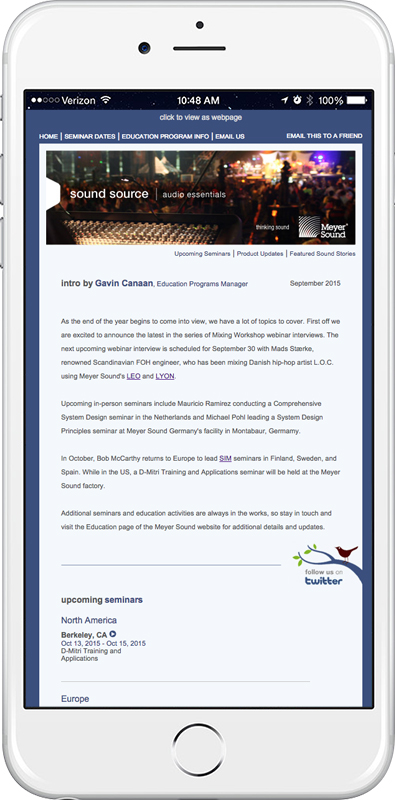 Verizon 10:48 AM 100%
click to view as webpage
HOME | SEMINAR DATES | EDUCATION PROGRAM INFO | EMAIL US EMAIL THIS TO A FRIEND
sound source | audio essentials
thinking sound Meyer Sound
Upcoming Seminars | Product Updates | Featured Sound Stories
intro by Gavin Canaan, Education Programs Manager September 2015
As the end of the year begins to come into view, we have a lot of topics to cover. First off we
are excited to announce the latest in the series of Mixing Workshop webinar interviews. The
next upcoming webinar interview is scheduled for September 30 with Mads Stærke,
renowned Scandinavian FOH engineer, who has been mixing Danish hip-hop artist L.O.C.
using Meyer Sound's LEO and LYON.
Upcoming in-person seminars include Mauricio Ramirez conducting a Comprehensive
System Design seminar in the Netherlands and Michael Pohl leading a System Design
Principles seminar at Meyer Sound Germany's facility in Montabaur, Germamy.
In October, Bob McCarthy returns to Europe to lead SIM seminars in Finland, Sweden, and
Spain. While in the US, a D-Mitri Training and Applications seminar will be held at the Meyer
Sound factory.
Additional seminars and education activities are always in the works, so stay in touch and
visit the Education page of the Meyer Sound website for additional details and updates.
follow us on
twitter
upcoming seminars
North America
Berkeley, CA
Oct 13, 2015 - Oct 15, 2015
D-Mitri Training and
Applications
Europe